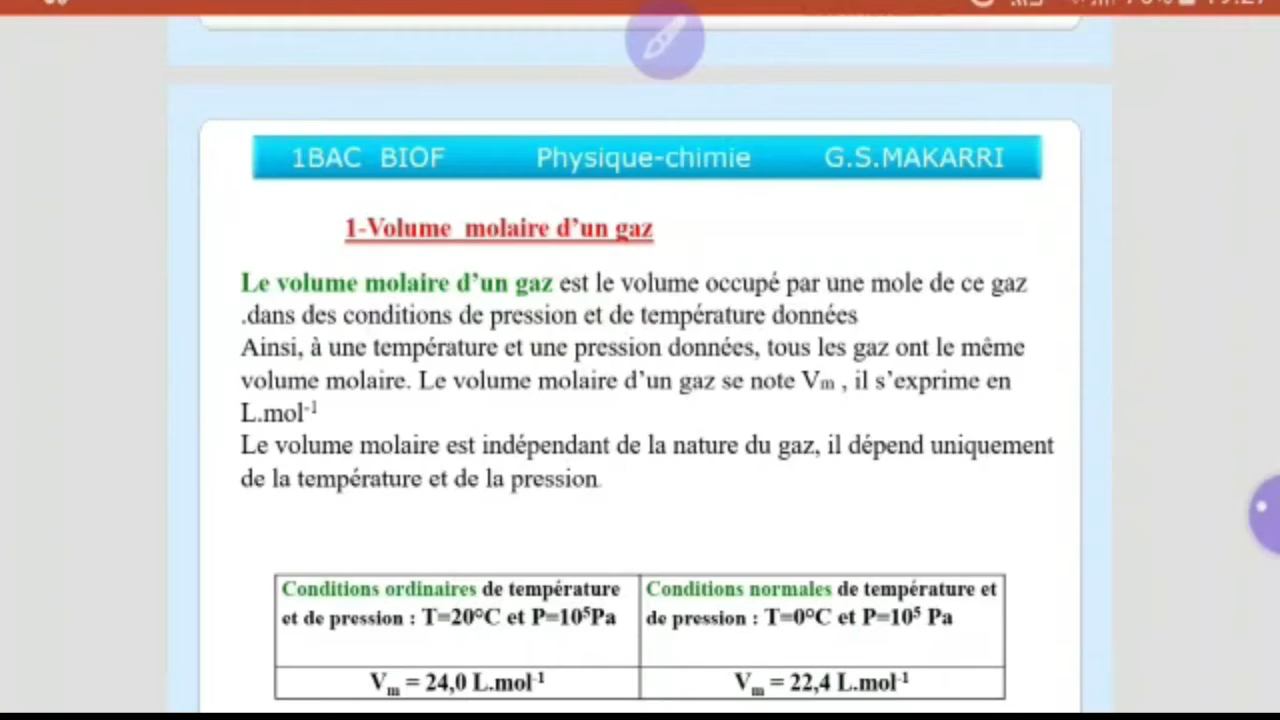 1BAC BIOF Physique-chimie G.S.MAKARRI
1-Volume molaire d’un gaz
Le volume molaire d’un gaz est le volume occupé par une mole de ce gaz
.dans des conditions de pression et de température données
Ainsi, à une température et une pression données, tous les gaz ont le même
volume molaire. Le volume molaire d’un gaz se note Vm , il s’exprime en
L.mol⁻¹
Le volume molaire est indépendant de la nature du gaz, il dépend uniquement
de la température et de la pression.
Conditions ordinaires de température
et de pression : T=20°C et P=10⁵Pa
Conditions normales de température et
de pression : T=0°C et P=10⁵ Pa
Vₘ = 24,0 L.mol⁻¹
Vₘ = 22,4 L.mol⁻¹